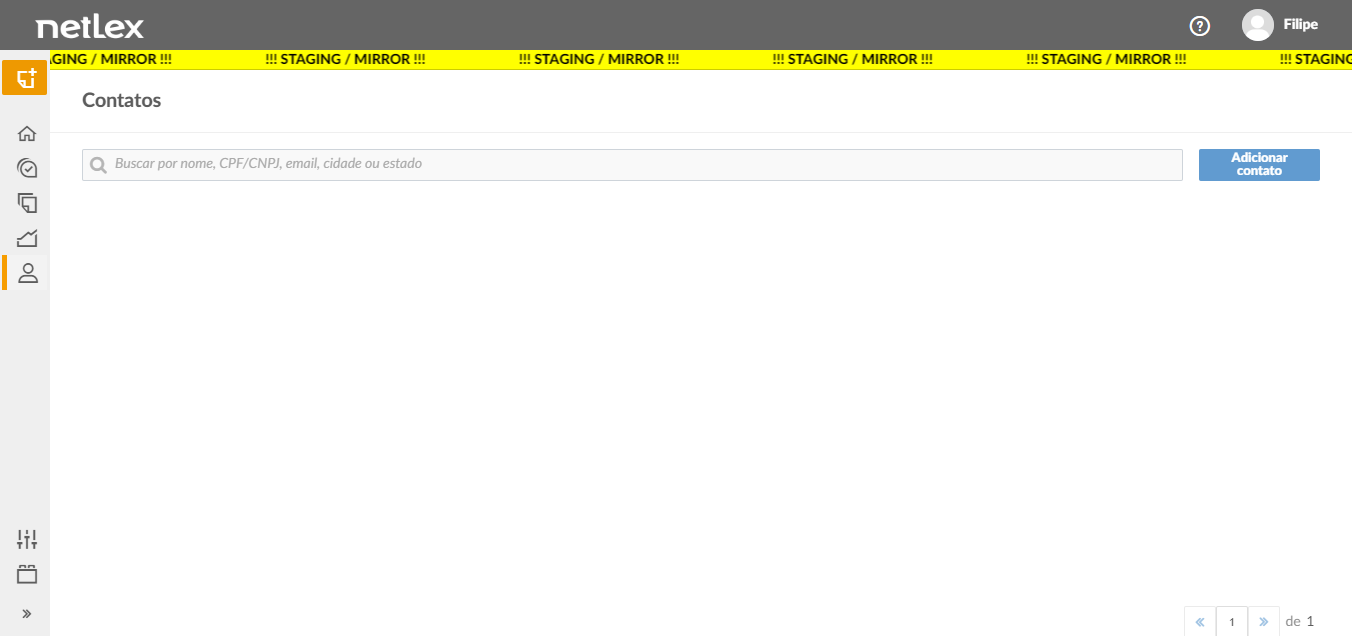 netlex
Filipe
AGING / MIRROR !!! !!! STAGING / MIRROR !!! !!! STAGING / MIRROR !!! !!! STAGING / MIRROR !!! !!! STAGING / MIRROR !!! !!! STAGING
Contatos
Buscar por nome, CPF/CNPJ, email, cidade ou estado
Adicionar
contato
« 1 » de 1
»